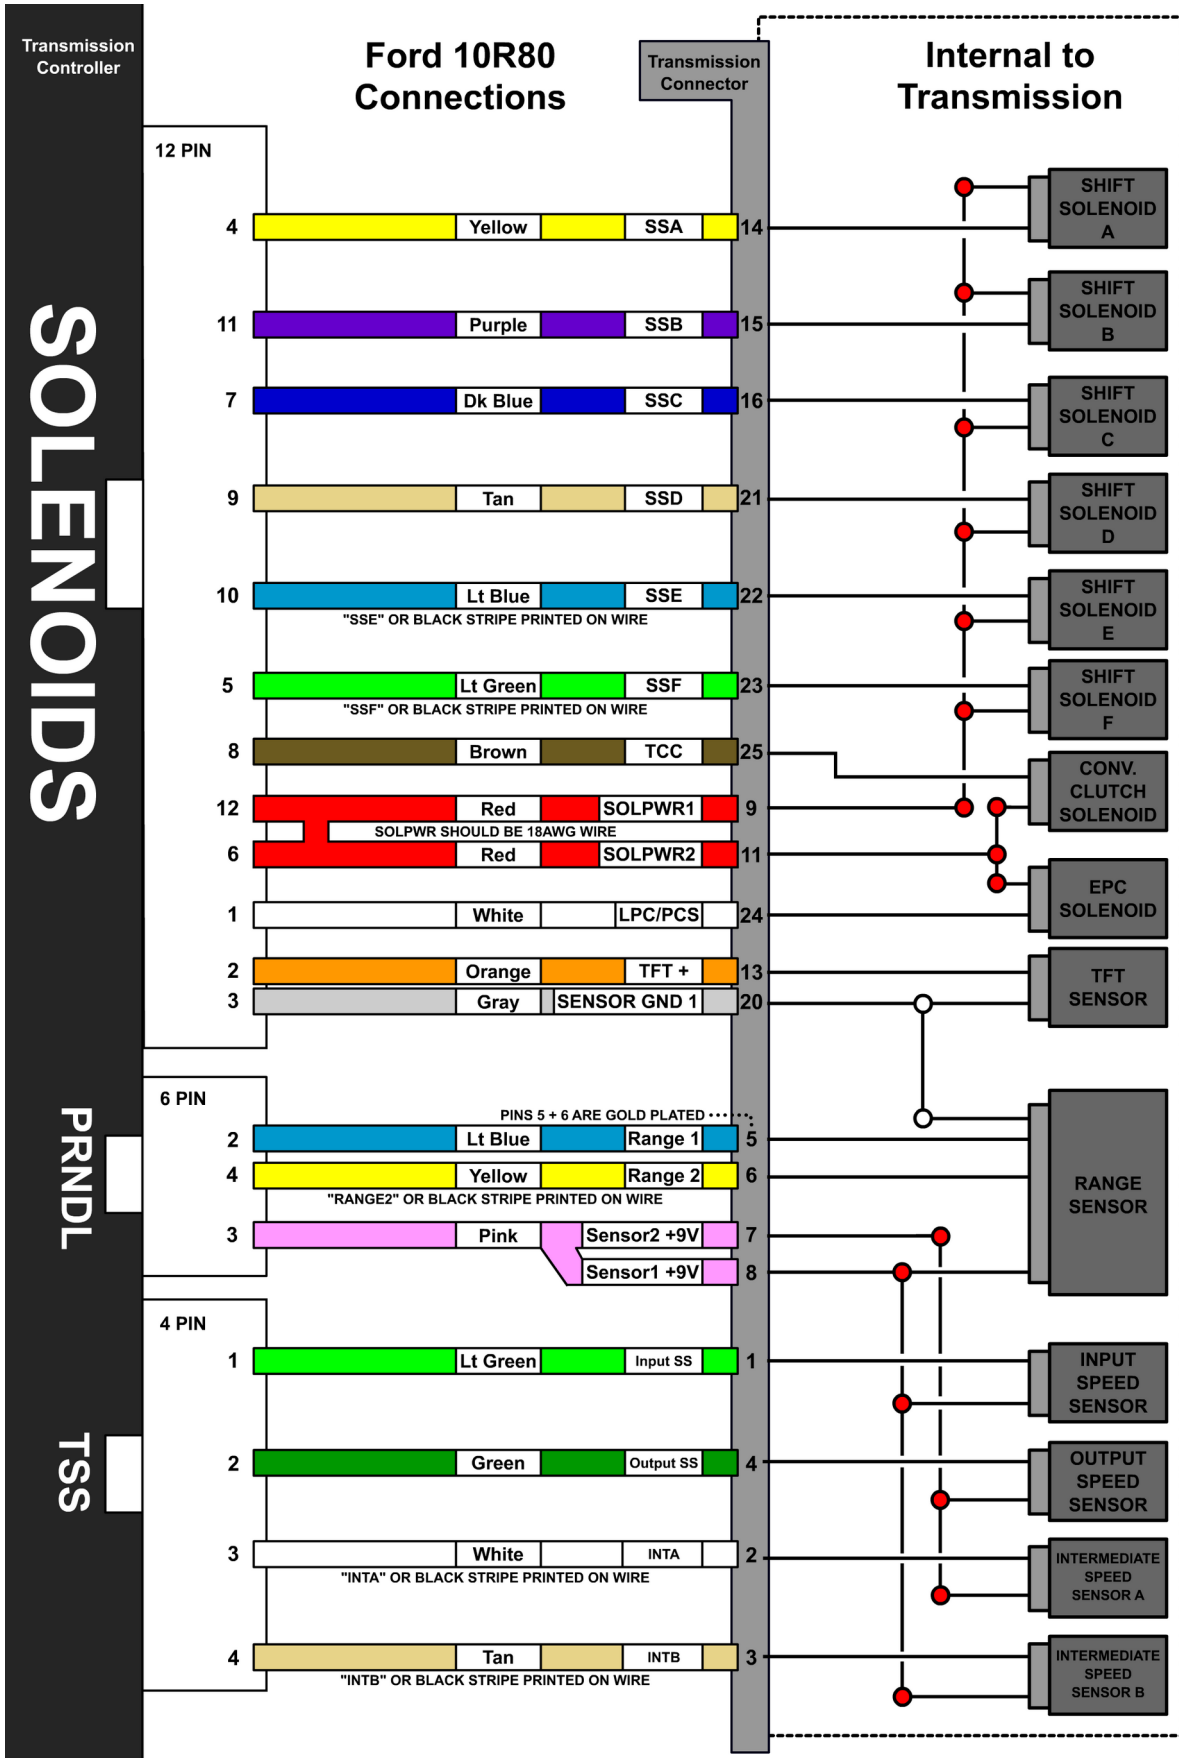 Transmission
Controller
Ford 10R80
Connections
Transmission
Connector
Internal to
Transmission
SOLENOIDS
PRNDL
TSS
12 PIN
4 Yellow SSA 14
SHIFT
SOLENOID
A
11 Purple SSB 15
SHIFT
SOLENOID
B
7 Dk Blue SSC 16
SHIFT
SOLENOID
C
9 Tan SSD 21
SHIFT
SOLENOID
D
10 Lt Blue SSE 22
"SSE" OR BLACK STRIPE PRINTED ON WIRE
SHIFT
SOLENOID
E
5 Lt Green SSF 23
"SSF" OR BLACK STRIPE PRINTED ON WIRE
SHIFT
SOLENOID
F
8 Brown TCC 25
CONV.
CLUTCH
SOLENOID
12 Red SOLPWR1 9
SOLPWR SHOULD BE 18AWG WIRE
6 Red SOLPWR2 11
EPC
SOLENOID
1 White LPC/PCS 24
2 Orange TFT + 13
3 Gray SENSOR GND 1 20
TFT
SENSOR
6 PIN
PINS 5 + 6 ARE GOLD PLATED
2 Lt Blue Range 1 5
4 Yellow Range 2 6
"RANGE2" OR BLACK STRIPE PRINTED ON WIRE
RANGE
SENSOR
3 Pink Sensor2 +9V 7
Sensor1 +9V 8
4 PIN
1 Lt Green Input SS 1
INPUT
SPEED
SENSOR
2 Green Output SS 4
OUTPUT
SPEED
SENSOR
3 White INTA 2
"INTA" OR BLACK STRIPE PRINTED ON WIRE
INTERMEDIATE
SPEED
SENSOR A
4 Tan INTB 3
"INTB" OR BLACK STRIPE PRINTED ON WIRE
INTERMEDIATE
SPEED
SENSOR B